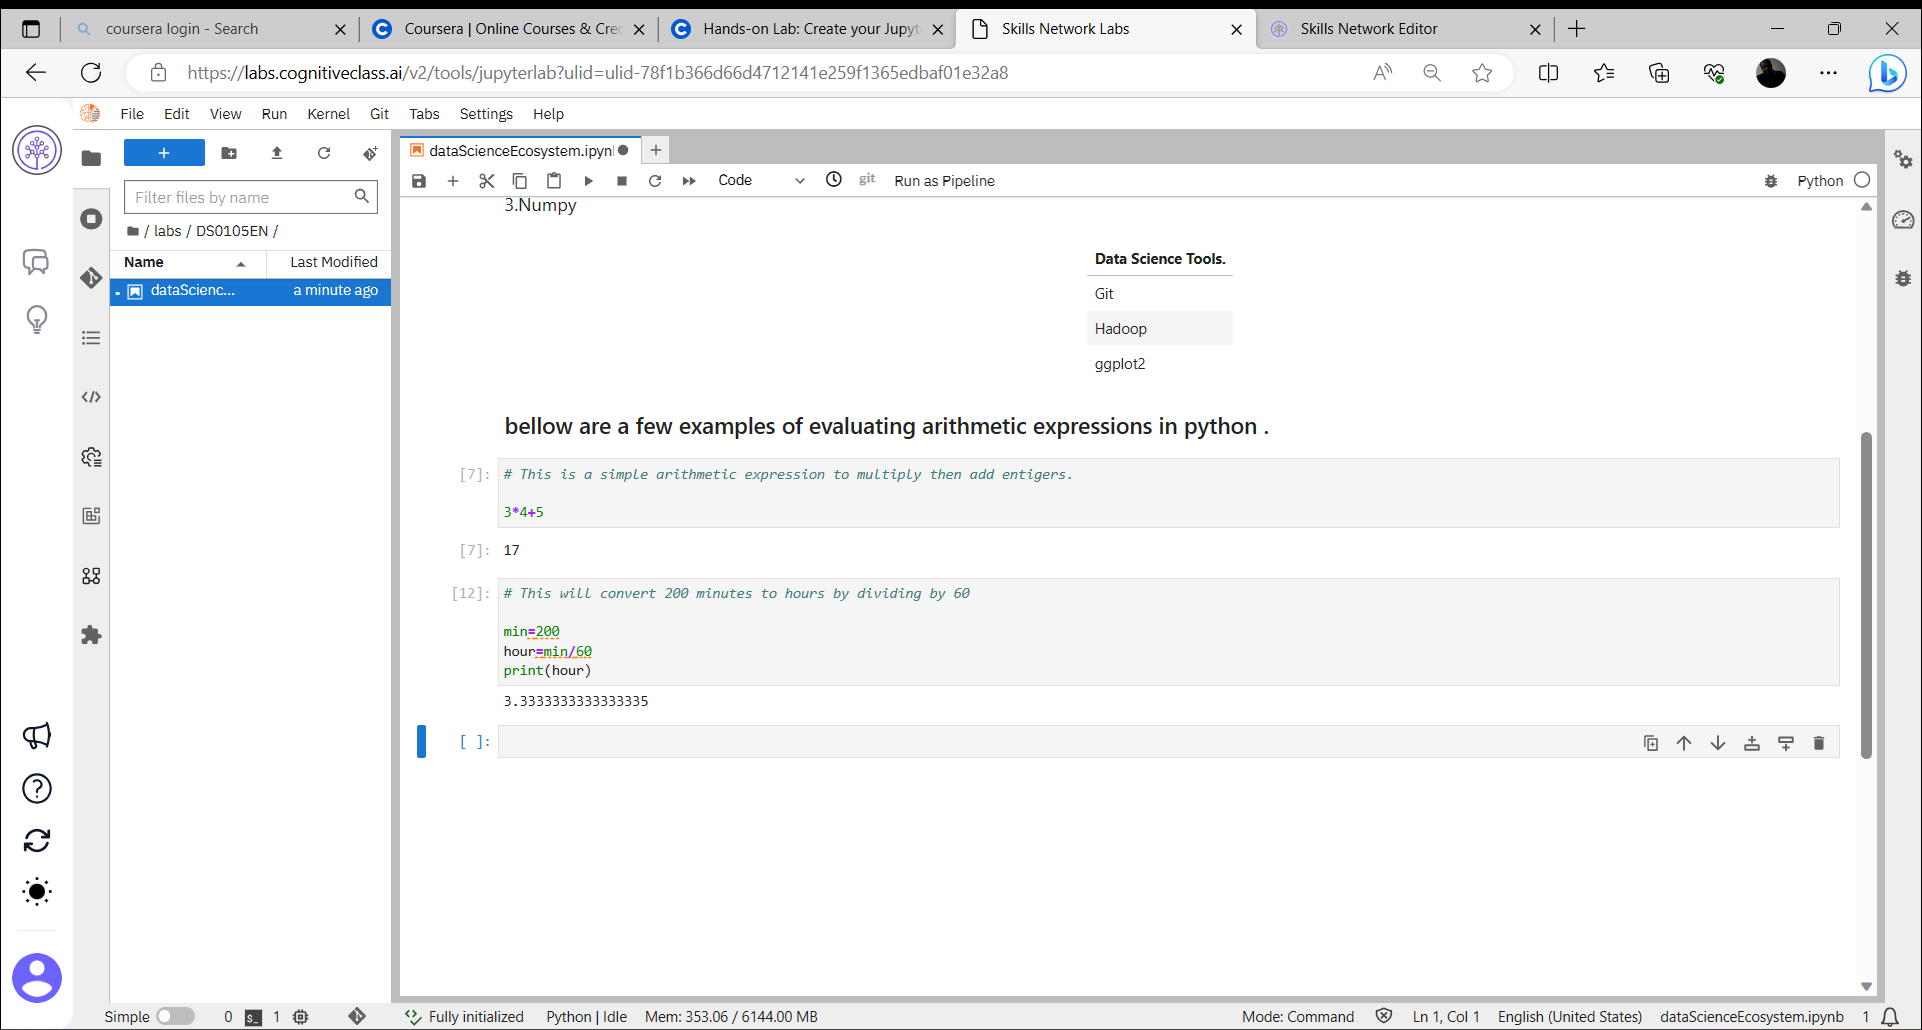 coursera login - Search
Coursera | Online Courses & Cre
Hands-on Lab: Create your Jupyt
Skills Network Labs
Skills Network Editor
https://labs.cognitiveclass.ai/v2/tools/jupyterlab?ulid=ulid-78f1b366d66d4712141e259f1365edbaf01e32a8
File Edit View Run Kernel Git Tabs Settings Help
dataScienceEcosystem.ipyn
Code
git
Run as Pipeline
Python
Filter files by name
/ labs / DS0105EN /
Name
Last Modified
dataScienc...
a minute ago
3.Numpy
Data Science Tools.
Git
Hadoop
ggplot2
bellow are a few examples of evaluating arithmetic expressions in python .
[7]: # This is a simple arithmetic expression to multiply then add entigers.
3*4+5
[7]: 17
[12]: # This will convert 200 minutes to hours by dividing by 60
min=200
hour=min/60
print(hour)
3.3333333333333335
[ ]:
Simple
0
$_
1
Fully initialized
Python | Idle
Mem: 353.06 / 6144.00 MB
Mode: Command
Ln 1, Col 1
English (United States)
dataScienceEcosystem.ipynb
1